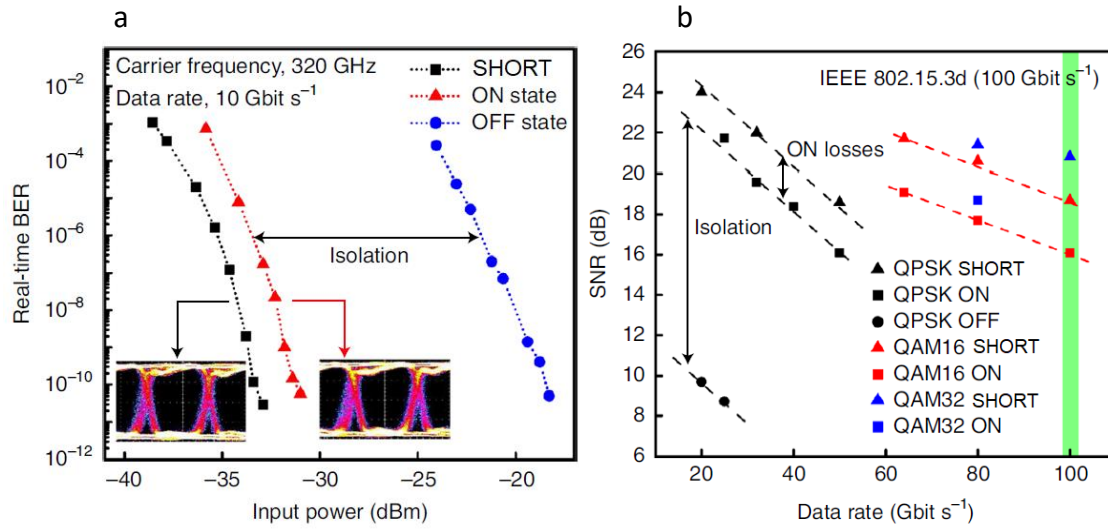 a
Carrier frequency, 320 GHz
Data rate, 10 Gbit s⁻¹
SHORT
ON state
OFF state
Isolation
Real-time BER
10⁻²
10⁻⁴
10⁻⁶
10⁻⁸
10⁻¹⁰
10⁻¹²
−40
−35
−30
−25
−20
Input power (dBm)
b
IEEE 802.15.3d (100 Gbit s⁻¹)
ON losses
Isolation
QPSK SHORT
QPSK ON
QPSK OFF
QAM16 SHORT
QAM16 ON
QAM32 SHORT
QAM32 ON
SNR (dB)
26
24
22
20
18
16
14
12
10
8
6
20
40
60
80
100
Data rate (Gbit s⁻¹)